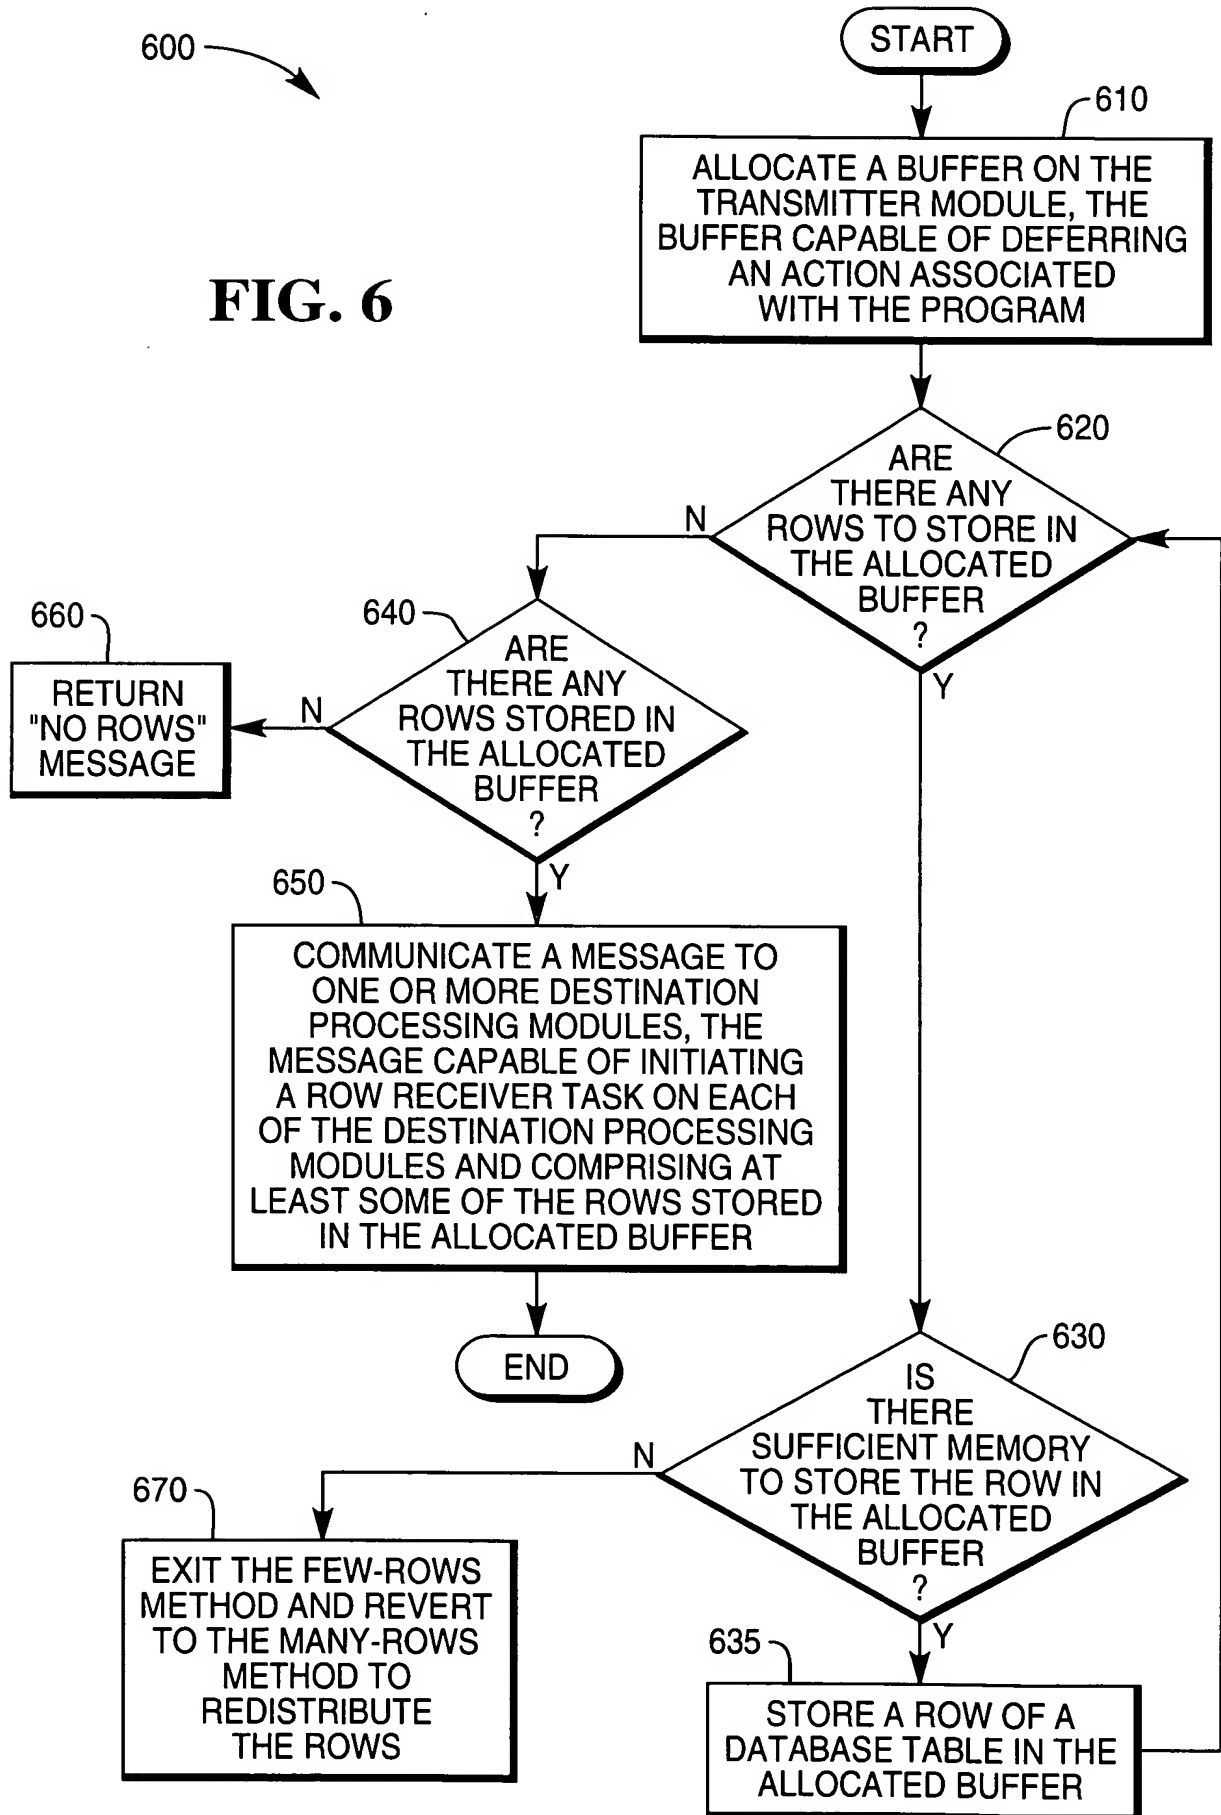 600
START
610
ALLOCATE A BUFFER ON THE
TRANSMITTER MODULE, THE
BUFFER CAPABLE OF DEFERRING
AN ACTION ASSOCIATED
WITH THE PROGRAM
FIG. 6
620
ARE
THERE ANY
ROWS TO STORE IN
THE ALLOCATED
BUFFER
?
N
Y
640
ARE
THERE ANY
ROWS STORED IN
THE ALLOCATED
BUFFER
?
N
Y
660
RETURN
"NO ROWS"
MESSAGE
650
COMMUNICATE A MESSAGE TO
ONE OR MORE DESTINATION
PROCESSING MODULES, THE
MESSAGE CAPABLE OF INITIATING
A ROW RECEIVER TASK ON EACH
OF THE DESTINATION PROCESSING
MODULES AND COMPRISING AT
LEAST SOME OF THE ROWS STORED
IN THE ALLOCATED BUFFER
END
630
IS
THERE
SUFFICIENT MEMORY
TO STORE THE ROW IN
THE ALLOCATED
BUFFER
?
N
Y
670
EXIT THE FEW-ROWS
METHOD AND REVERT
TO THE MANY-ROWS
METHOD TO
REDISTRIBUTE
THE ROWS
635
STORE A ROW OF A
DATABASE TABLE IN THE
ALLOCATED BUFFER